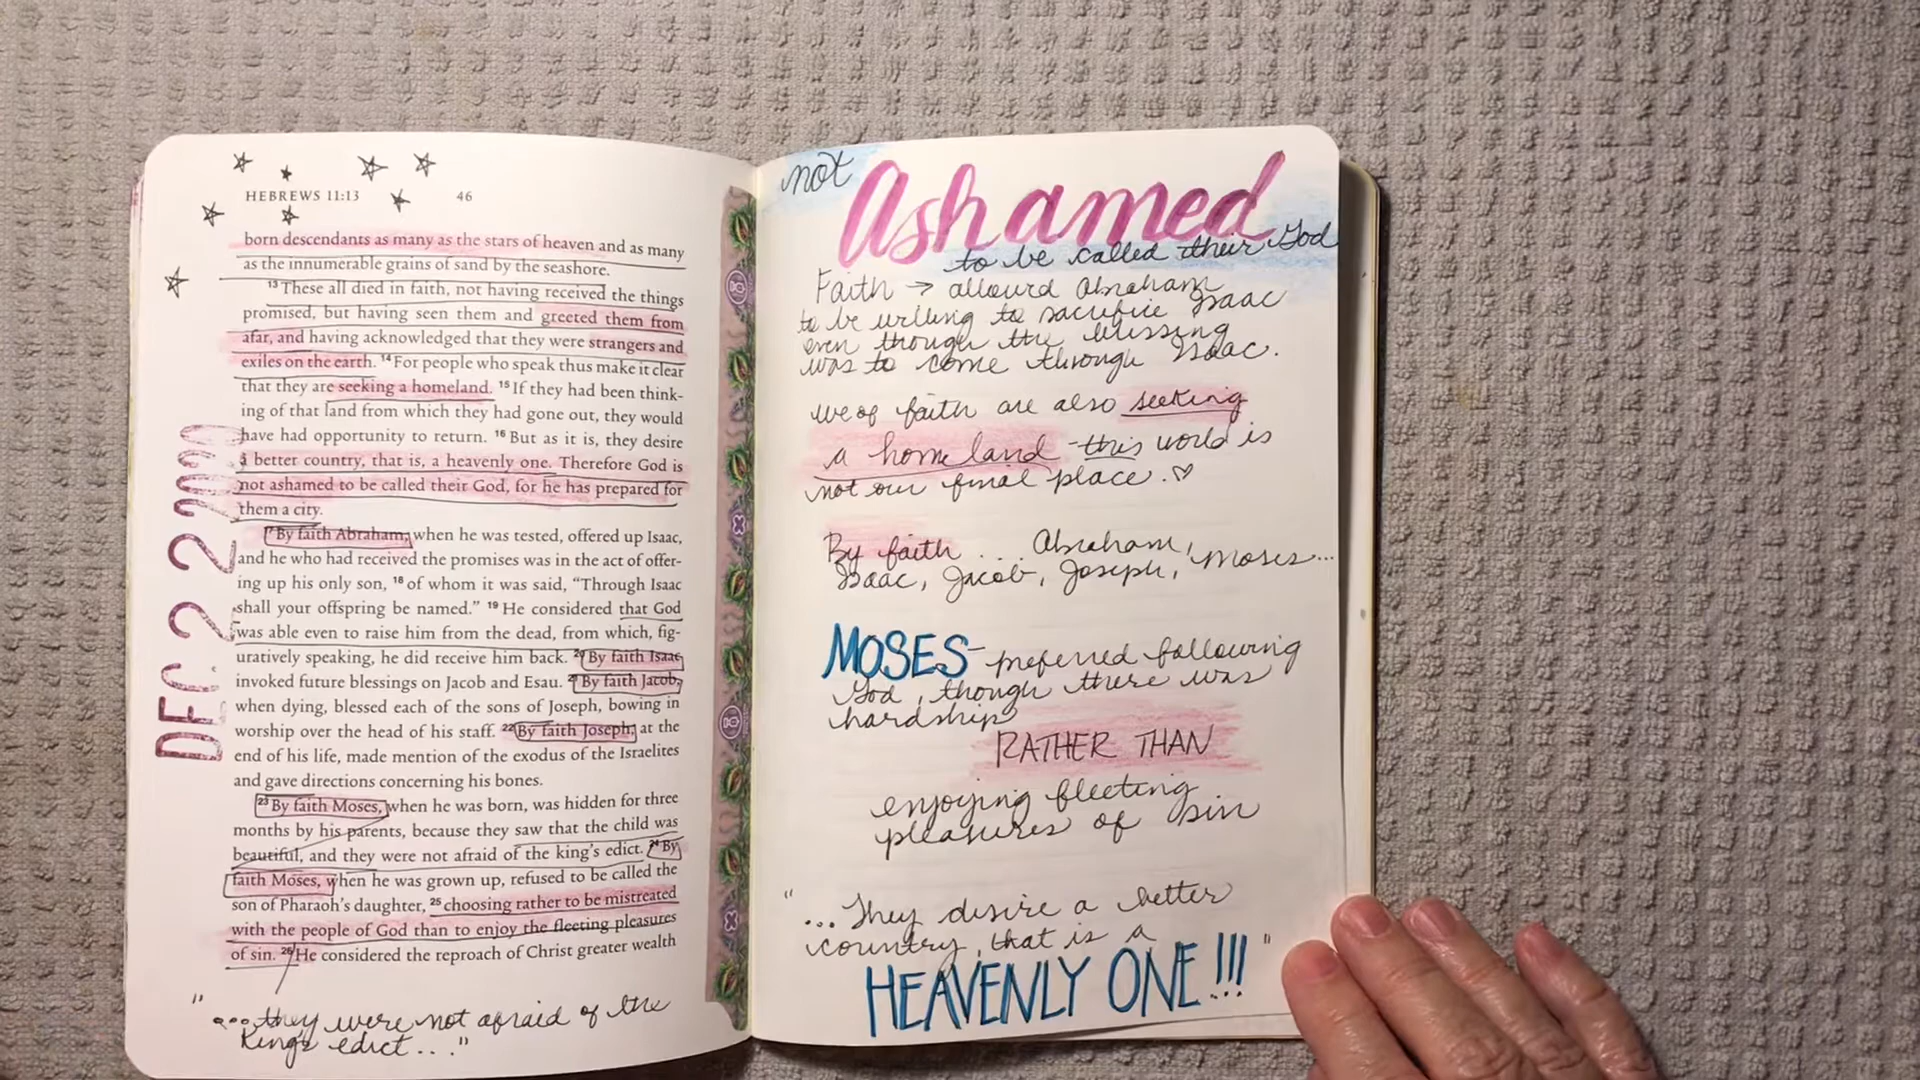 HEBREWS 11:13 46
born descendants as many as the stars of heaven and as many
as the innumerable grains of sand by the seashore.
13 These all died in faith, not having received the things
promised, but having seen them and greeted them from
afar, and having acknowledged that they were strangers and
exiles on the earth. 14 For people who speak thus make it clear
that they are seeking a homeland. 15 If they had been think-
ing of that land from which they had gone out, they would
have had opportunity to return. 16 But as it is, they desire
a better country, that is, a heavenly one. Therefore God is
not ashamed to be called their God, for he has prepared for
them a city.
17 By faith Abraham, when he was tested, offered up Isaac,
and he who had received the promises was in the act of offer-
ing up his only son, 18 of whom it was said, “Through Isaac
shall your offspring be named.” 19 He considered that God
was able even to raise him from the dead, from which, fig-
uratively speaking, he did receive him back. 20 By faith Isaac
invoked future blessings on Jacob and Esau. 21 By faith Jacob,
when dying, blessed each of the sons of Joseph, bowing in
worship over the head of his staff. 22 By faith Joseph, at the
end of his life, made mention of the exodus of the Israelites
and gave directions concerning his bones.
23 By faith Moses, when he was born, was hidden for three
months by his parents, because they saw that the child was
beautiful, and they were not afraid of the king's edict. 24 By
faith Moses, when he was grown up, refused to be called the
son of Pharaoh's daughter, 25 choosing rather to be mistreated
with the people of God than to enjoy the fleeting pleasures
of sin. 26 He considered the reproach of Christ greater wealth
"...they were not afraid of the
King's edict..."
DEC. 2 2
not Ashamed
to be called their God
Faith → allowed Abraham
to be willing to sacrifice Isaac
even though the blessing
was to come through Isaac.
we of faith are also seeking
a homeland - this world is
not our final place. ♡
By faith ... Abraham,
Isaac, Jacob, Joseph, Moses...
MOSES - preferred following
God, though there was
hardship
RATHER THAN
enjoying fleeting
pleasures of sin
"...They desire a better
country, that is a
HEAVENLY ONE!!!"